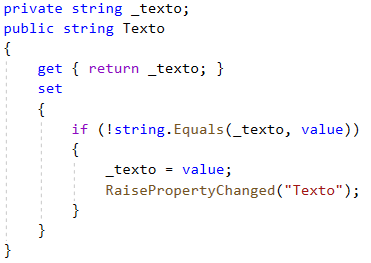 private string _texto;
public string Texto
{
    get { return _texto; }
    set
    {
        if (!string.Equals(_texto, value))
        {
            _texto = value;
            RaisePropertyChanged("Texto");
        }
    }
}